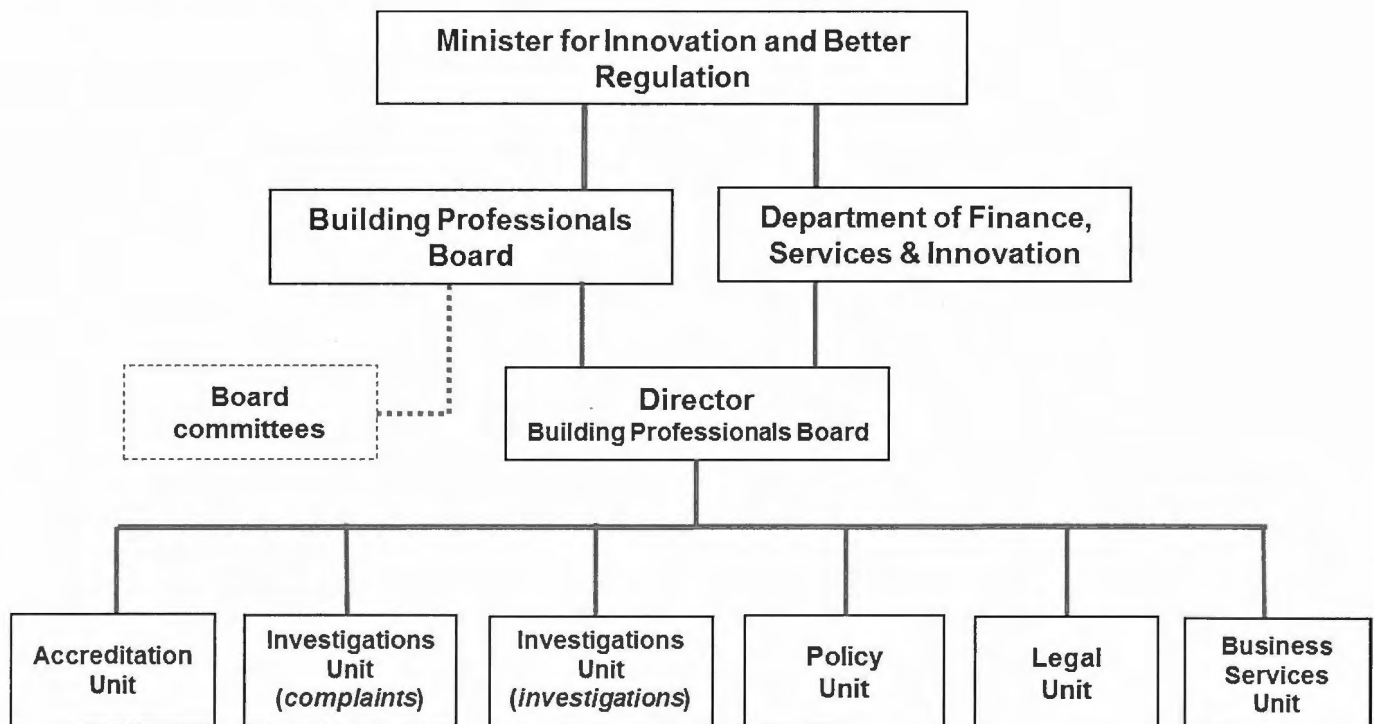 Minister for Innovation and Better
Regulation
Building Professionals
Board
Department of Finance,
Services & Innovation
Board
committees
Director
Building Professionals Board
Accreditation
Unit
Investigations
Unit
(complaints)
Investigations
Unit
(investigations)
Policy
Unit
Legal
Unit
Business
Services
Unit